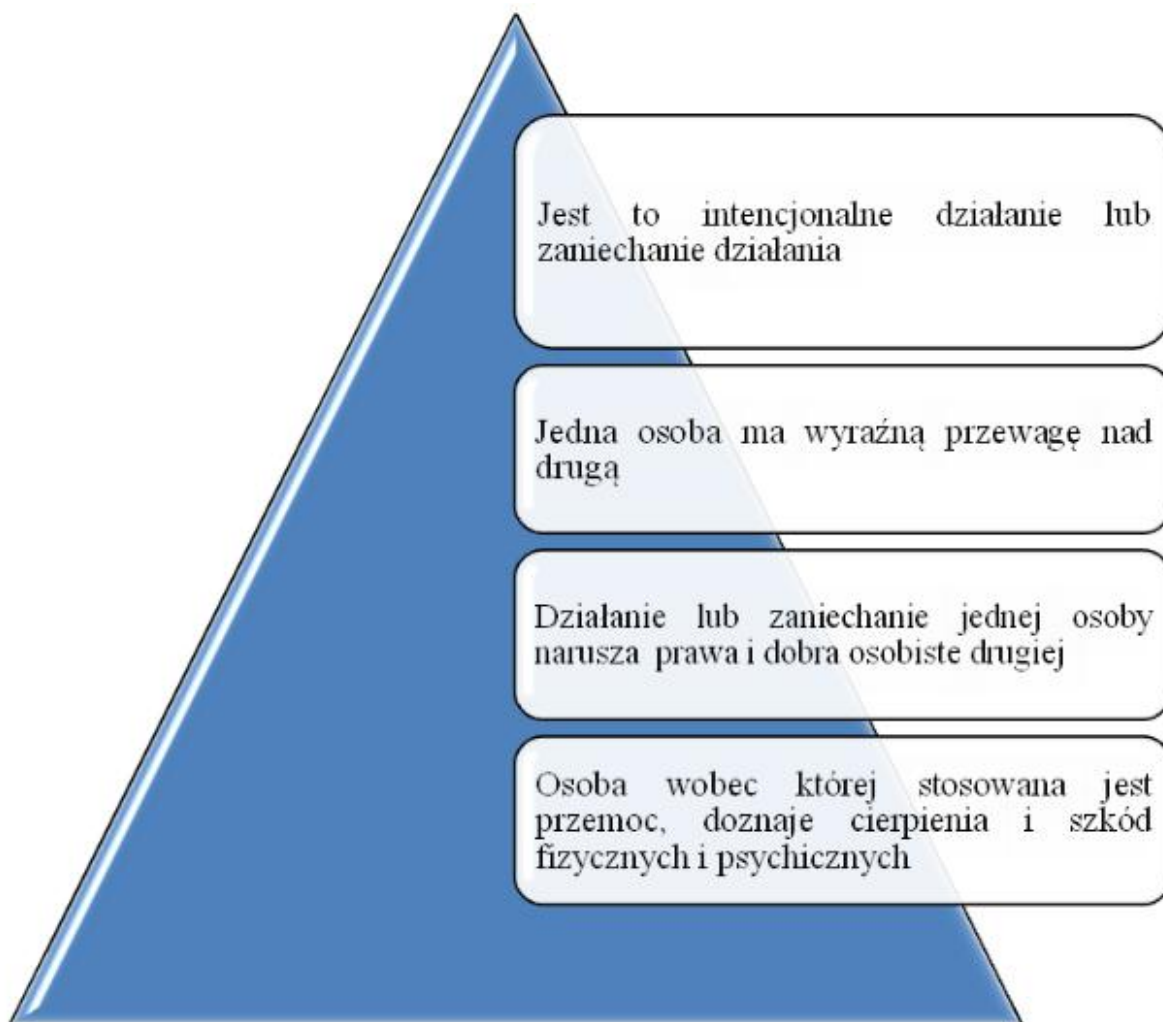 Jest to intencjonalne działanie lub
zaniechanie działania
Jedna osoba ma wyraźną przewagę nad
drugą
Działanie lub zaniechanie jednej osoby
narusza prawa i dobra osobiste drugiej
Osoba wobec której stosowana jest
przemoc, doznaje cierpienia i szkód
fizycznych i psychicznych